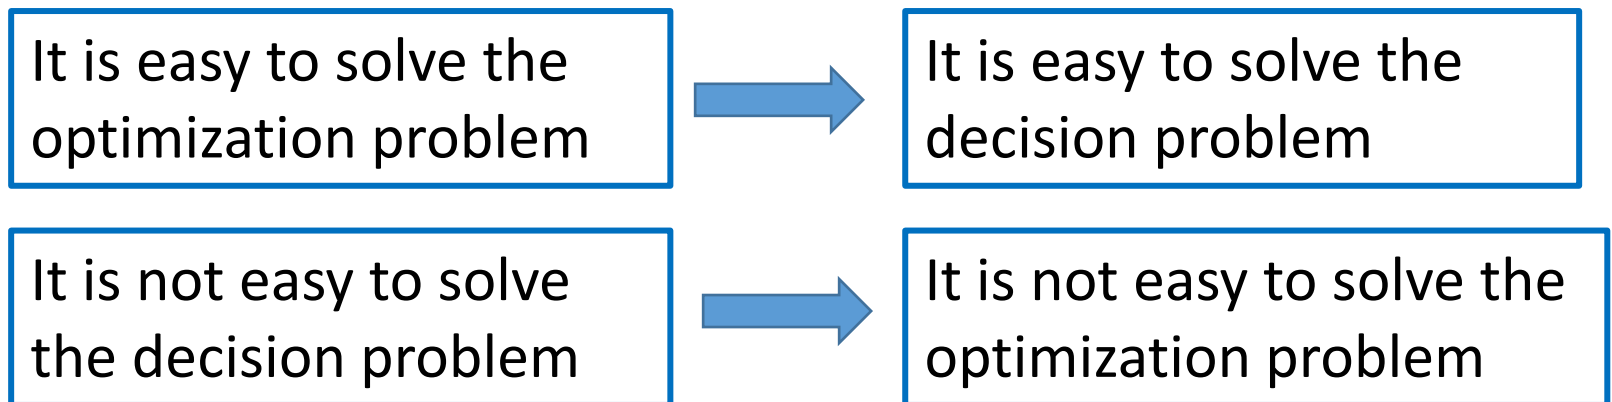 It is easy to solve the
optimization problem
It is easy to solve the
decision problem
It is not easy to solve
the decision problem
It is not easy to solve the
optimization problem